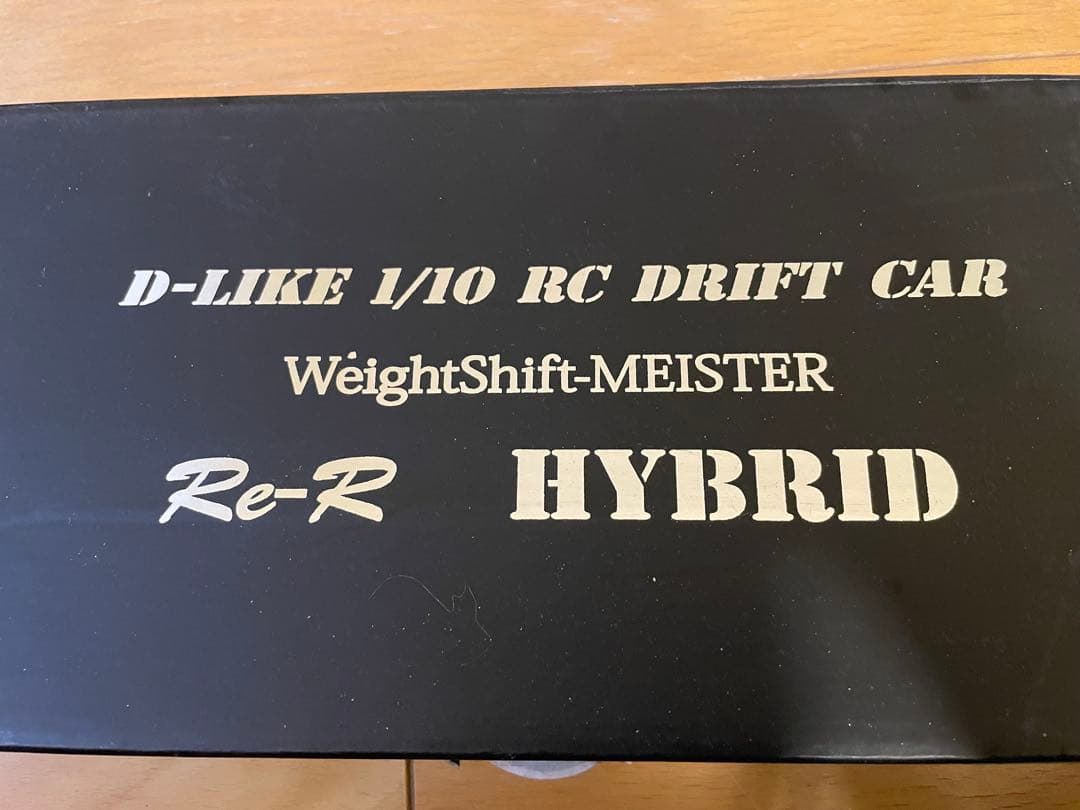 D-LIKE 1/10 RC DRIFT CAR
WeightShift-MEISTER
Re-R HYBRID